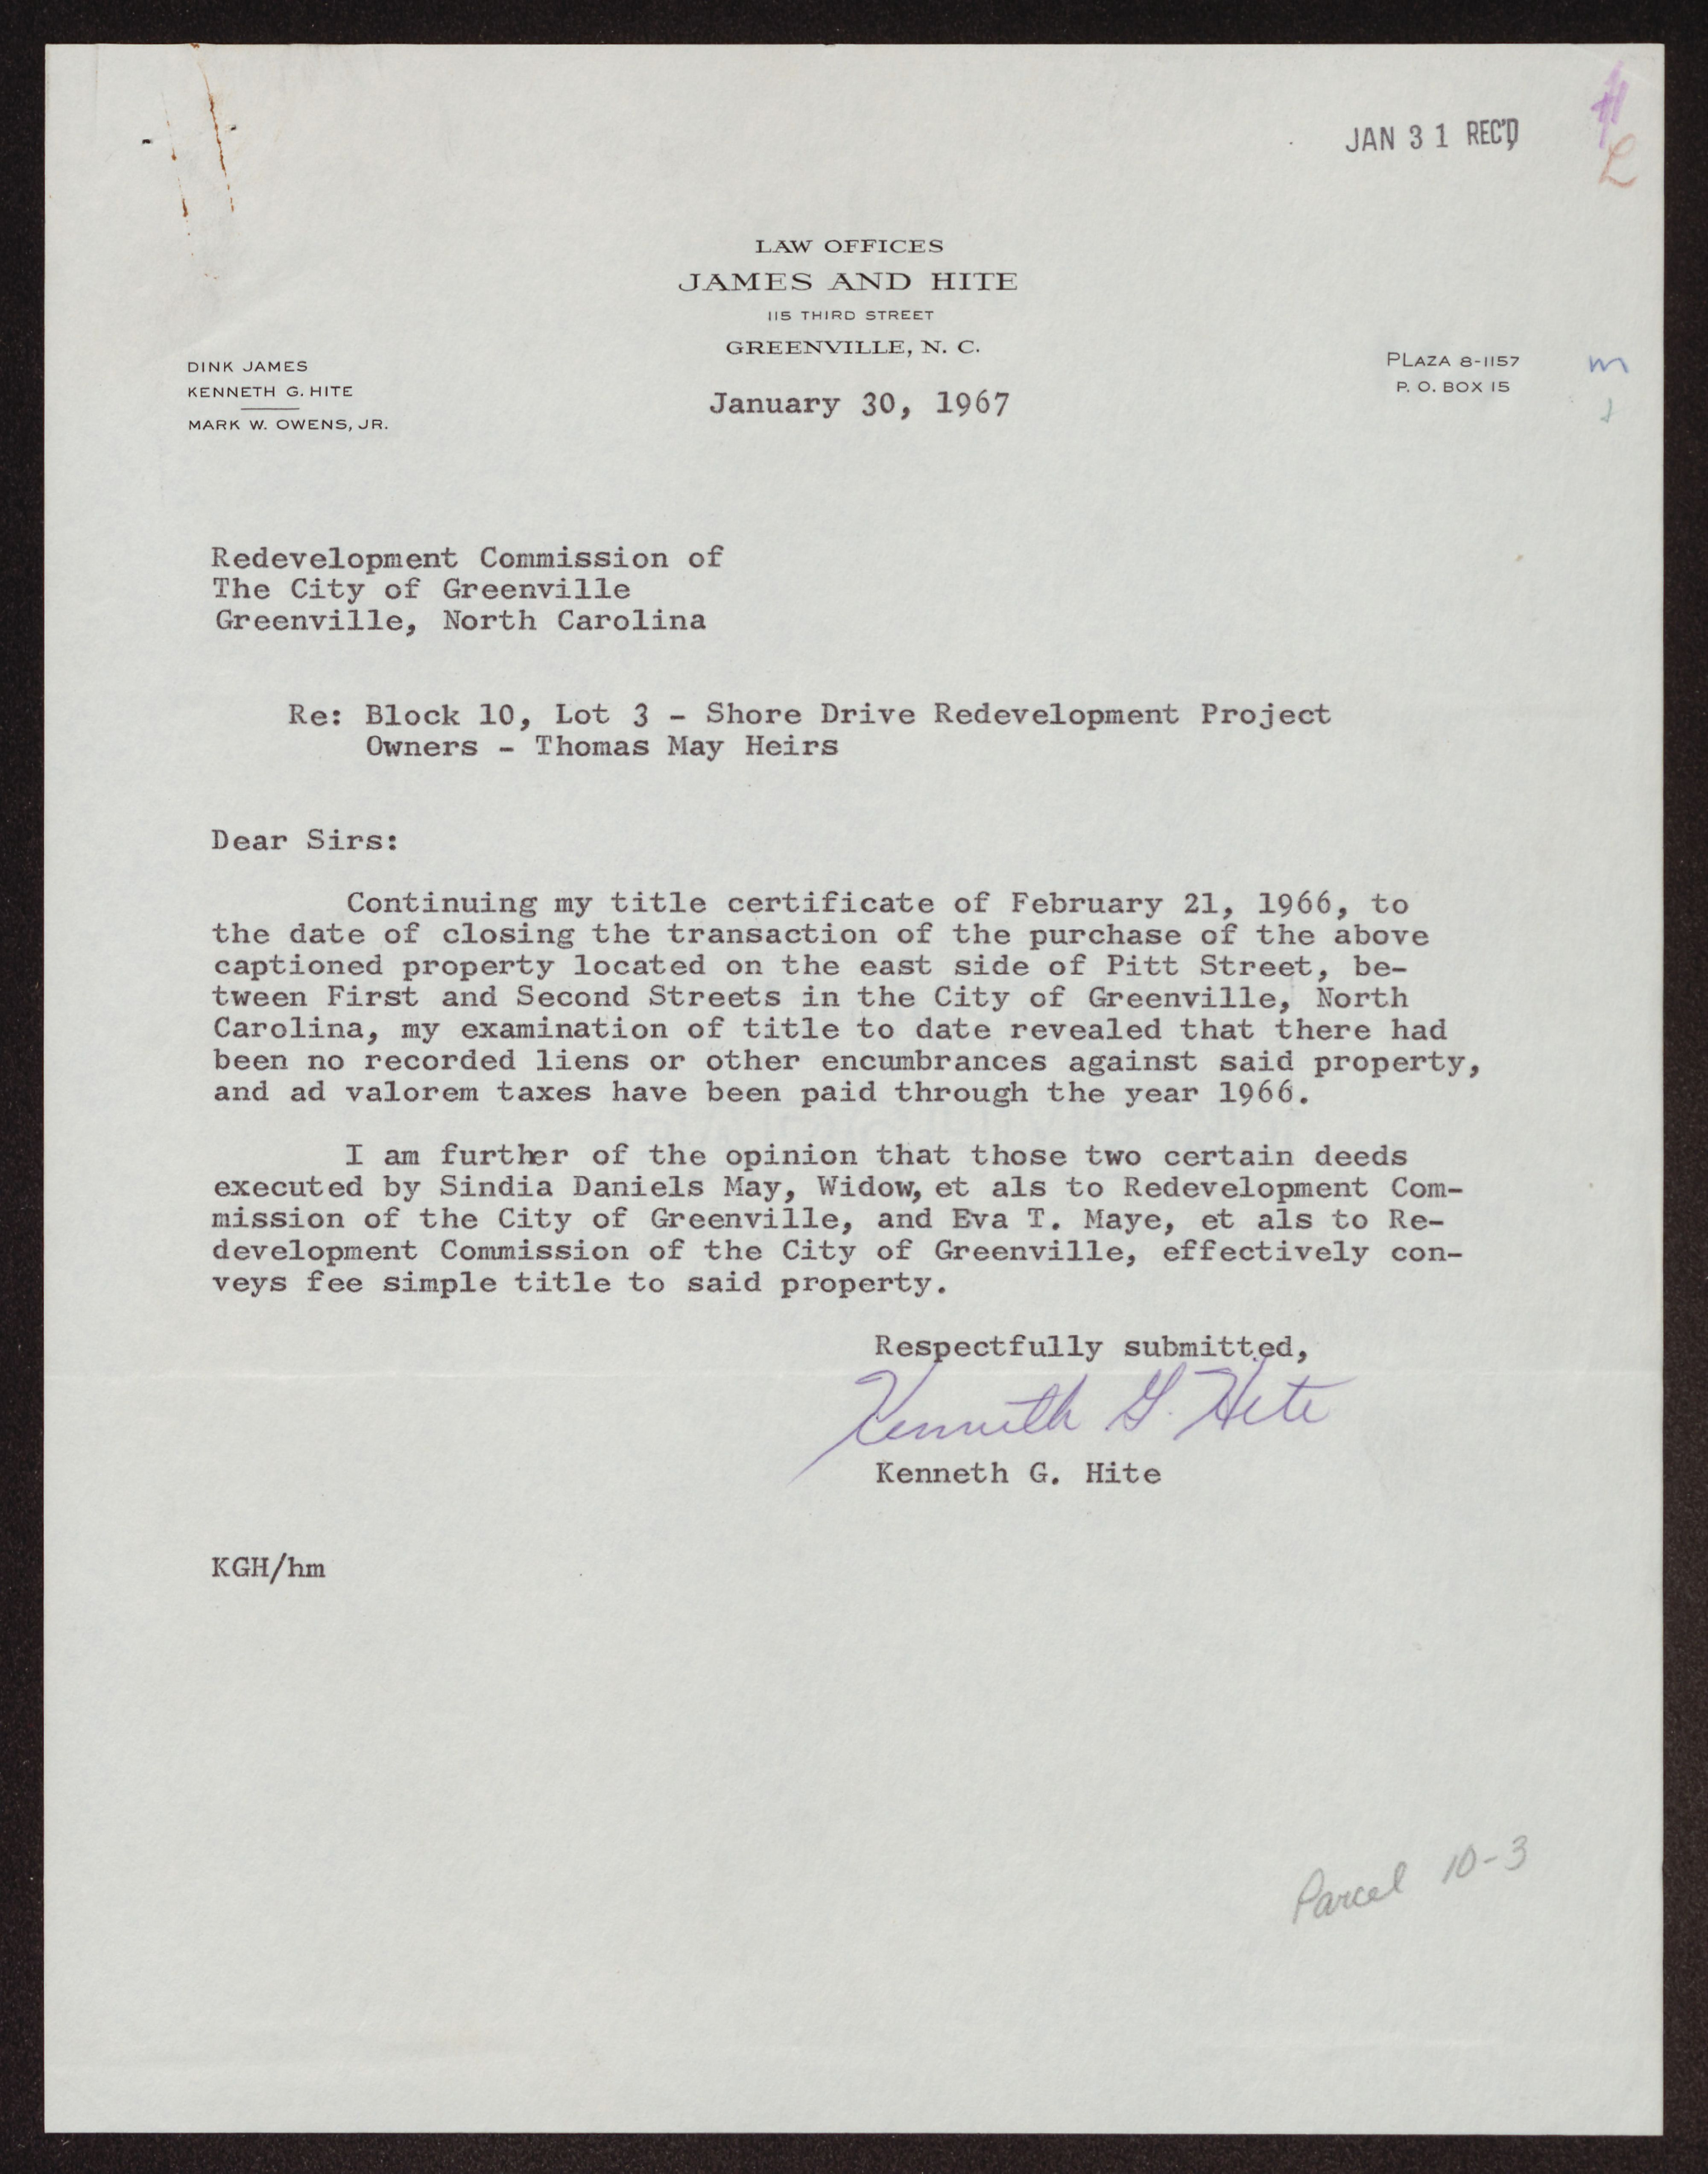 JAN 31 REC'D
L
LAW OFFICES
JAMES AND HITE
115 THIRD STREET
GREENVILLE, N. C.
DINK JAMES
KENNETH G. HITE
MARK W. OWENS, JR.
PLAZA 8-1157
P. O. BOX 15
m
January 30, 1967
Redevelopment Commission of
The City of Greenville
Greenville, North Carolina
Re: Block 10, Lot 3 - Shore Drive Redevelopment Project
Owners - Thomas May Heirs
Dear Sirs:
Continuing my title certificate of February 21, 1966, to
the date of closing the transaction of the purchase of the above
captioned property located on the east side of Pitt Street, be-
tween First and Second Streets in the City of Greenville, North
Carolina, my examination of title to date revealed that there had
been no recorded liens or other encumbrances against said property,
and ad valorem taxes have been paid through the year 1966.
I am further of the opinion that those two certain deeds
executed by Sindia Daniels May, Widow, et als to Redevelopment Com-
mission of the City of Greenville, and Eva T. Maye, et als to Re-
development Commission of the City of Greenville, effectively con-
veys fee simple title to said property.
Respectfully submitted,
Kenneth G. Hite
Kenneth G. Hite
KGH/hm
Parcel 10-3